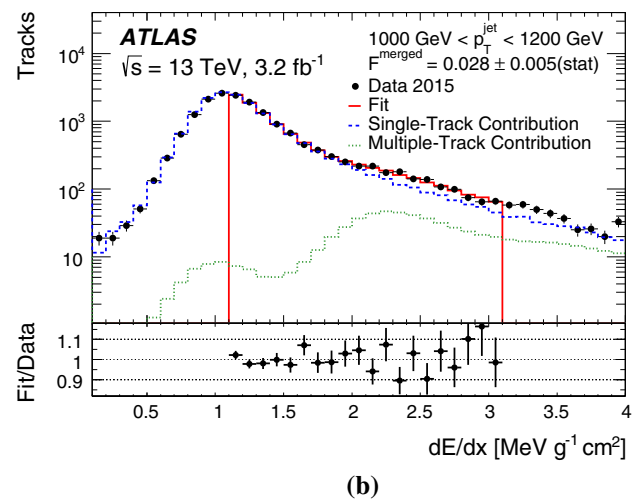 Tracks
10⁴
10³
10²
10
ATLAS
√s = 13 TeV, 3.2 fb⁻¹
1000 GeV < p_T^jet < 1200 GeV
F^merged = 0.028 ± 0.005(stat)
Data 2015
Fit
Single-Track Contribution
Multiple-Track Contribution
Fit/Data
1.1
1.0
0.9
0.5 1 1.5 2 2.5 3 3.5 4
dE/dx [MeV g⁻¹ cm²]
(b)